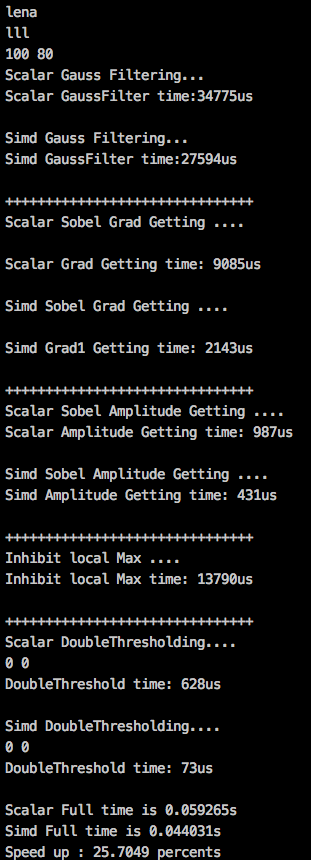 lena
lll
100 80
Scalar Gauss Filtering...
Scalar GaussFilter time:34775us
Simd Gauss Filtering...
Simd GaussFilter time:27594us
+++++++++++++++++++++++++++++++
Scalar Sobel Grad Getting ....
Scalar Grad Getting time: 9085us
Simd Sobel Grad Getting ....
Simd Grad1 Getting time: 2143us
+++++++++++++++++++++++++++++++
Scalar Sobel Amplitude Getting ....
Scalar Amplitude Getting time: 987us
Simd Sobel Amplitude Getting ....
Simd Amplitude Getting time: 431us
+++++++++++++++++++++++++++++++
Inhibit local Max ....
Inhibit local Max time: 13790us
+++++++++++++++++++++++++++++++
Scalar DoubleThresholding....
0 0
DoubleThreshold time: 628us
Simd DoubleThresholding....
0 0
DoubleThreshold time: 73us
Scalar Full time is 0.059265s
Simd Full time is 0.044031s
Speed up : 25.7049 percents